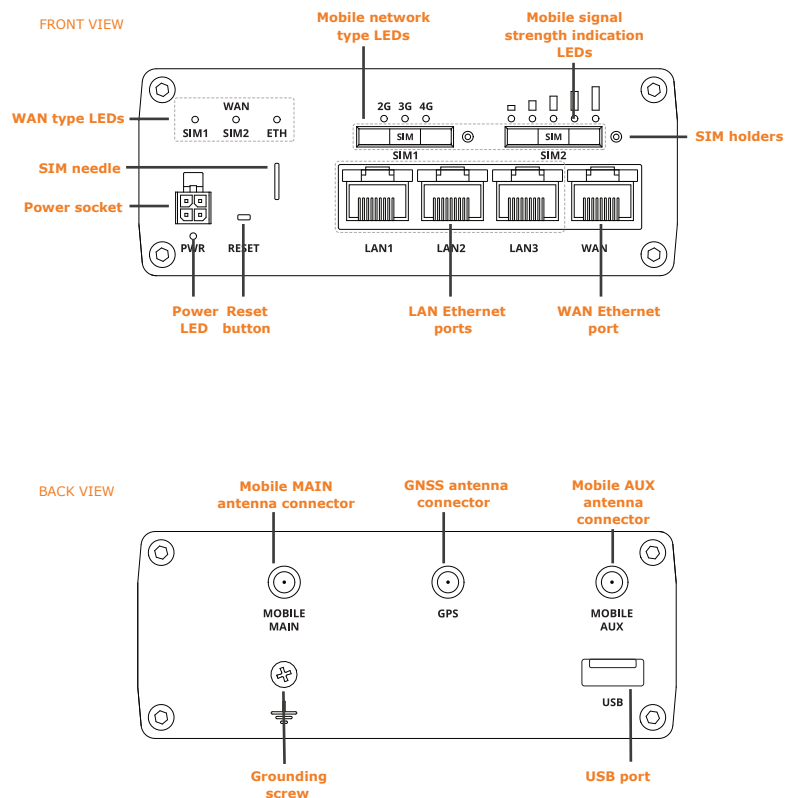 FRONT VIEW
Mobile network
type LEDs
Mobile signal
strength indication
LEDs
WAN type LEDs
WAN
SIM1 SIM2 ETH
2G 3G 4G
SIM
SIM1
SIM
SIM2
SIM holders
SIM needle
Power socket
PWR
RESET
LAN1
LAN2
LAN3
WAN
Power
LED
Reset
button
LAN Ethernet
ports
WAN Ethernet
port
BACK VIEW
Mobile MAIN
antenna connector
GNSS antenna
connector
Mobile AUX
antenna
connector
MOBILE
MAIN
GPS
MOBILE
AUX
USB
Grounding
screw
USB port